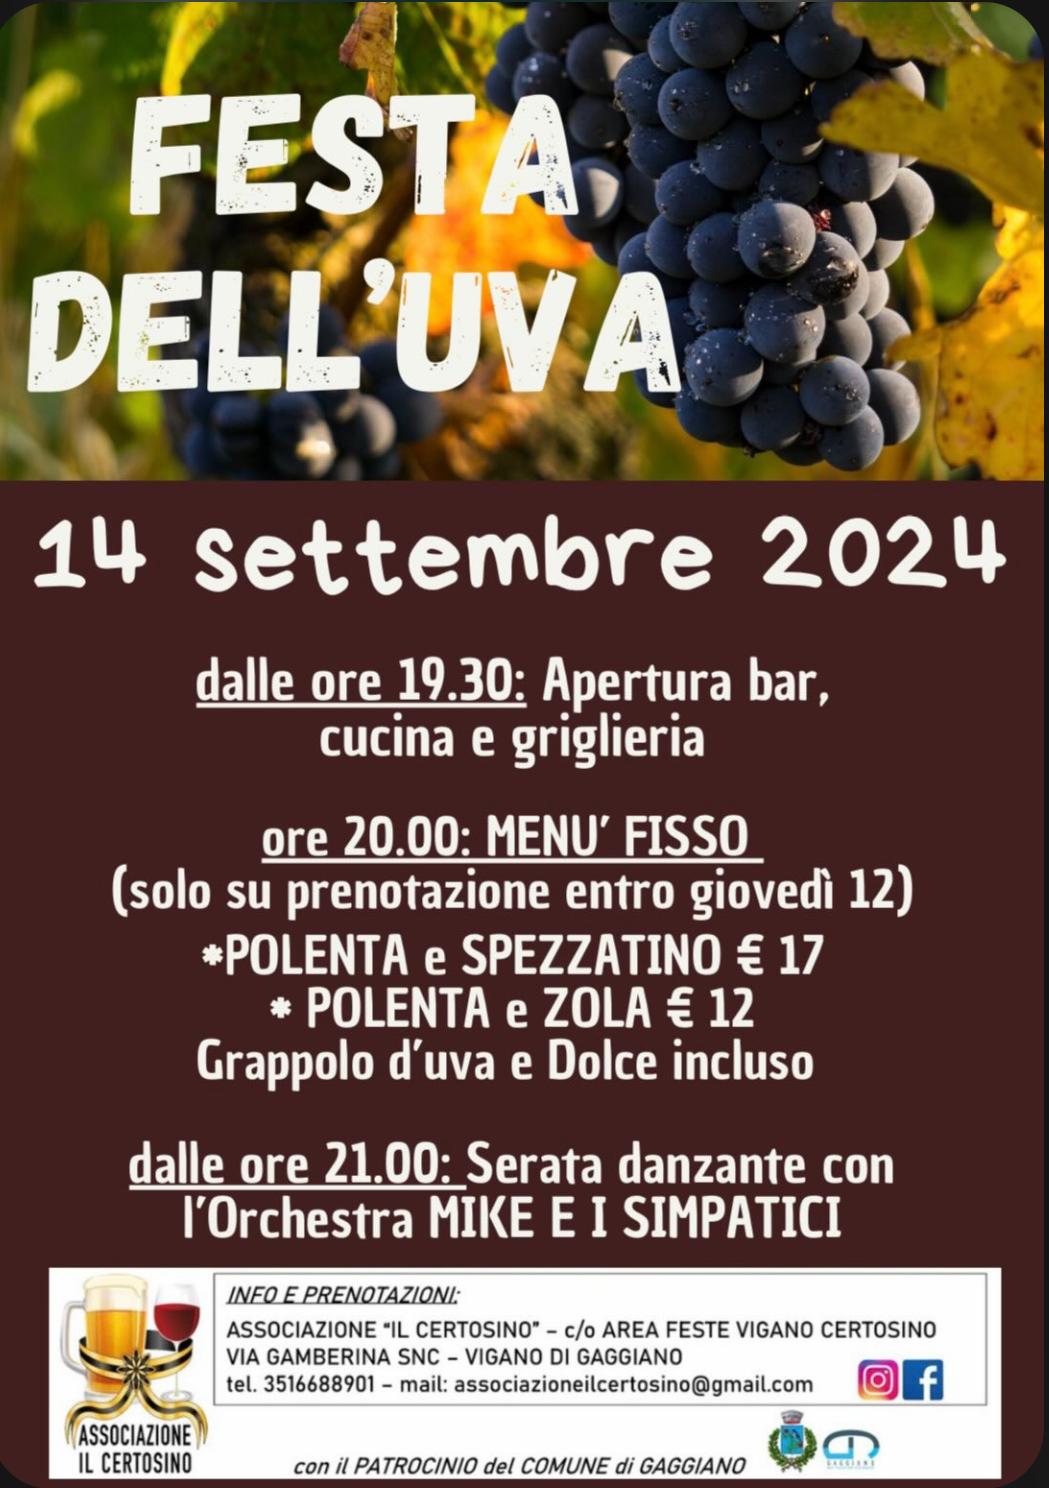 FESTA
DELL'UVA
14 settembre 2024
dalle ore 19.30: Apertura bar,
cucina e griglieria
ore 20.00: MENU' FISSO
(solo su prenotazione entro giovedì 12)
*POLENTA e SPEZZATINO € 17
* POLENTA e ZOLA € 12
Grappolo d'uva e Dolce incluso
dalle ore 21.00: Serata danzante con
l'Orchestra MIKE E I SIMPATICI
INFO E PRENOTAZIONI:
ASSOCIAZIONE “IL CERTOSINO” – c/o AREA FESTE VIGANO CERTOSINO
VIA GAMBERINA SNC – VIGANO DI GAGGIANO
tel. 3516688901 – mail: associazioneilcertosino@gmail.com
ASSOCIAZIONE
IL CERTOSINO
con il PATROCINIO del COMUNE di GAGGIANO
GAGGIANO